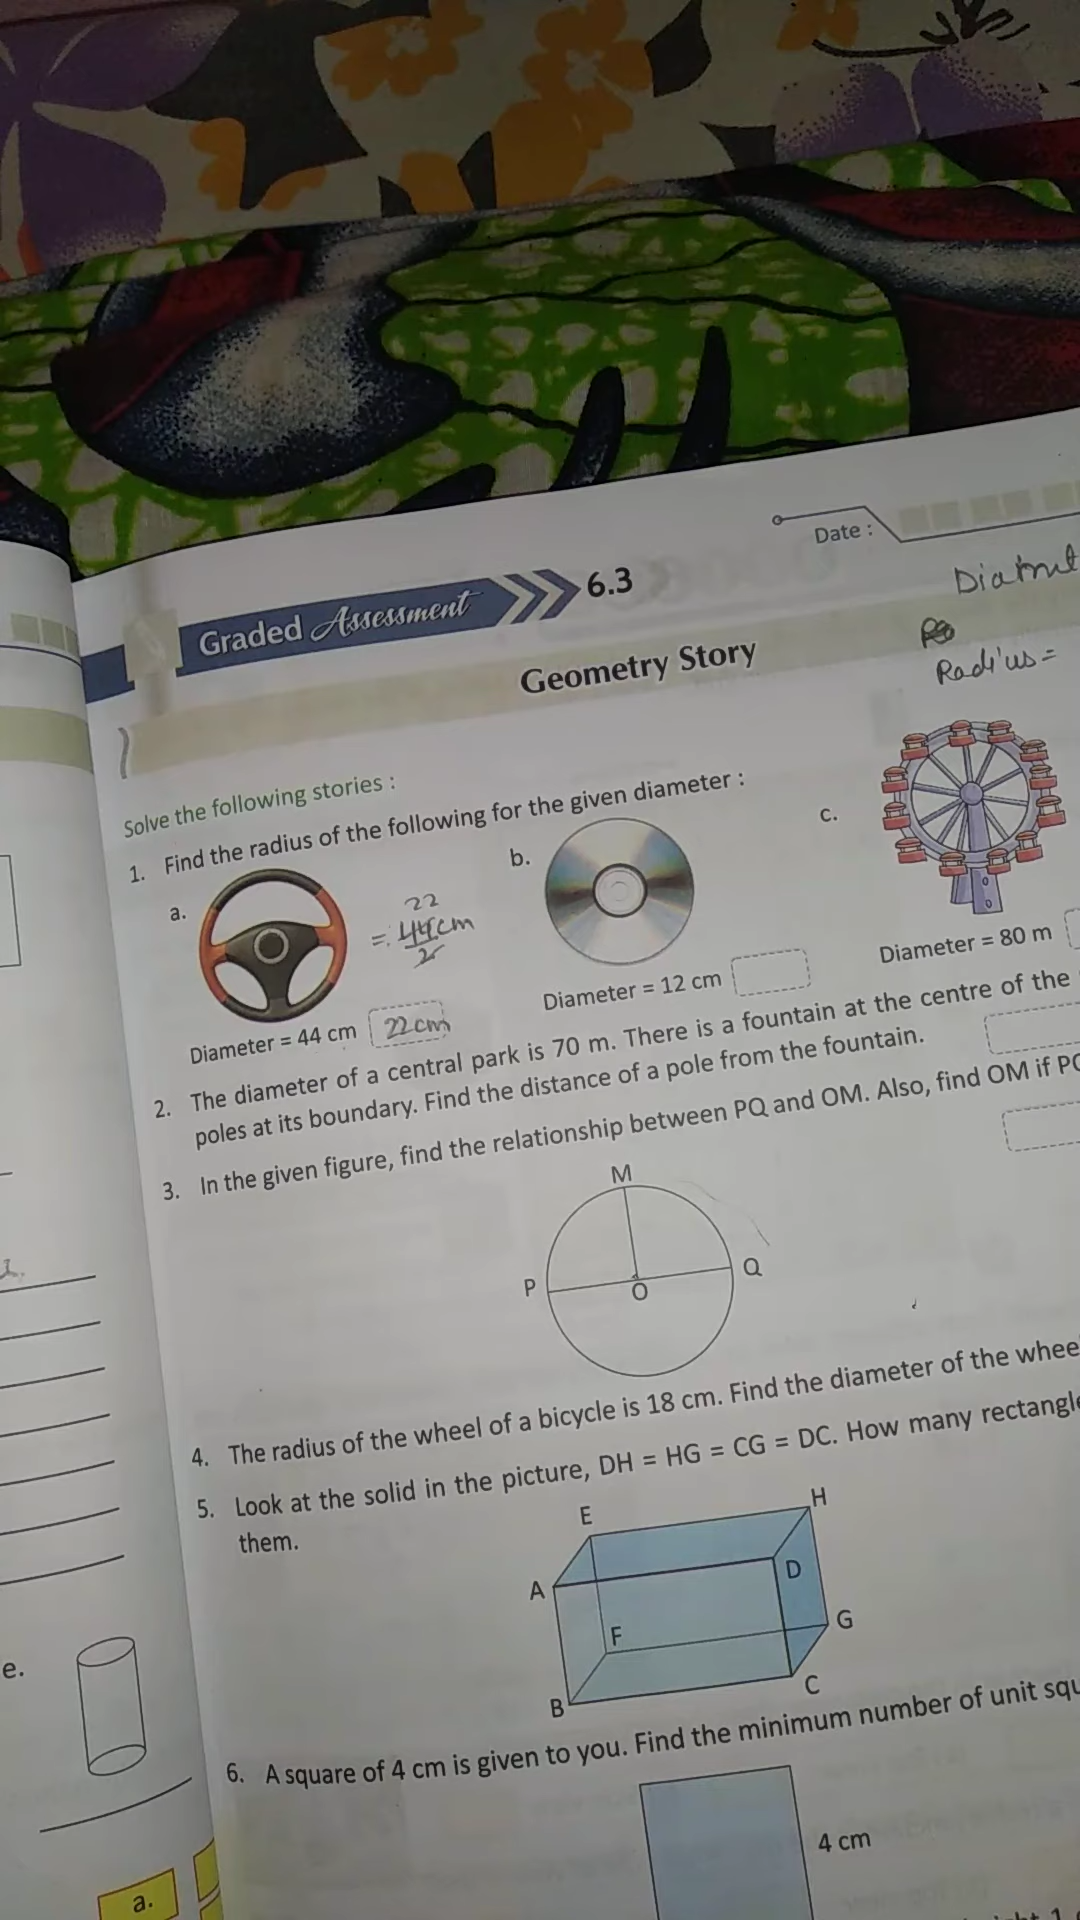 Date :
Diamet
Graded Assessment 6.3
Radius =
Geometry Story
Solve the following stories :
1. Find the radius of the following for the given diameter :
a.
b.
c.
22
= 44cm
2
Diameter = 44 cm 22cm
Diameter = 12 cm
Diameter = 80 m
2. The diameter of a central park is 70 m. There is a fountain at the centre of the
poles at its boundary. Find the distance of a pole from the fountain.
3. In the given figure, find the relationship between PQ and OM. Also, find OM if PQ
M
P
O
Q
4. The radius of the wheel of a bicycle is 18 cm. Find the diameter of the whee
5. Look at the solid in the picture, DH = HG = CG = DC. How many rectangle
them.
E
H
A
D
F
G
B
C
e.
6. A square of 4 cm is given to you. Find the minimum number of unit squ
4 cm
a.